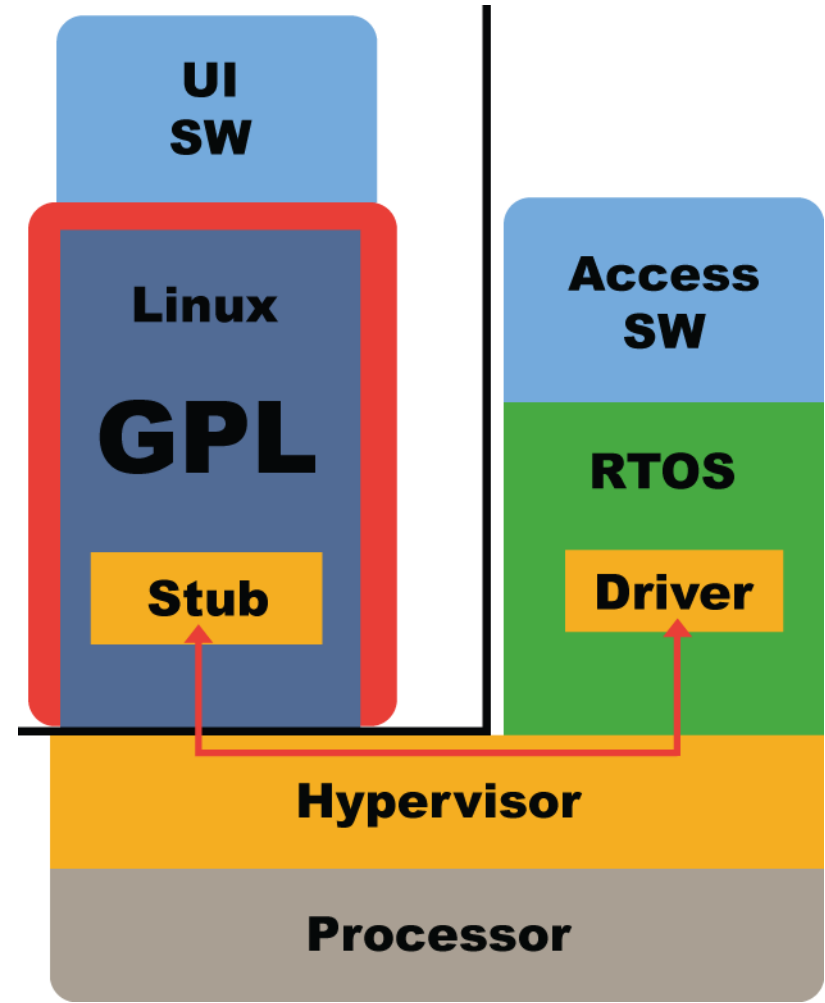 UI
SW
Linux
GPL
Stub
Access
SW
RTOS
Driver
Hypervisor
Processor